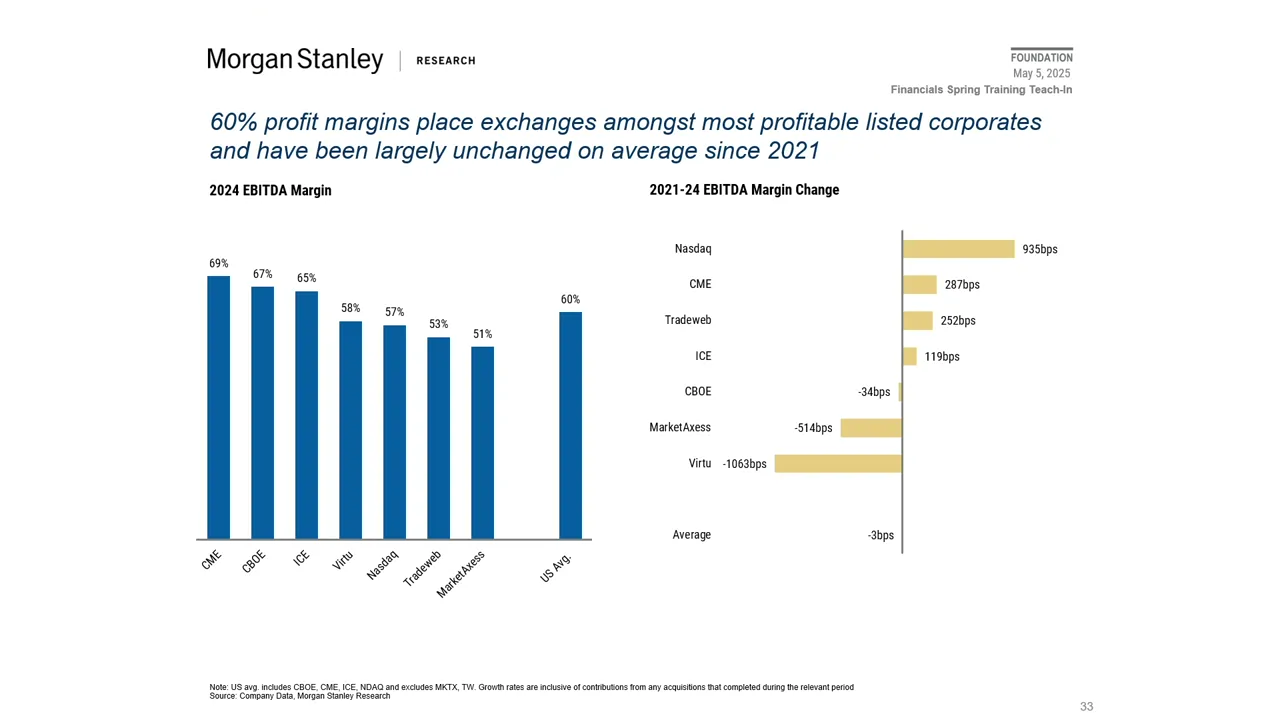 Morgan Stanley | RESEARCH
FOUNDATION
May 5, 2025
Financials Spring Training Teach-In
60% profit margins place exchanges amongst most profitable listed corporates
and have been largely unchanged on average since 2021
2024 EBITDA Margin
69%
67%
65%
58%
57%
53%
51%
60%
CME
CBOE
ICE
Virtu
Nasdaq
Tradeweb
MarketAxess
US Avg.
2021-24 EBITDA Margin Change
Nasdaq 935bps
CME 287bps
Tradeweb 252bps
ICE 119bps
CBOE -34bps
MarketAxess -514bps
Virtu -1063bps
Average -3bps
Note: US avg. includes CBOE, CME, ICE, NDAQ and excludes MKTX, TW. Growth rates are inclusive of contributions from any acquisitions that completed during the relevant period
Source: Company Data, Morgan Stanley Research
33